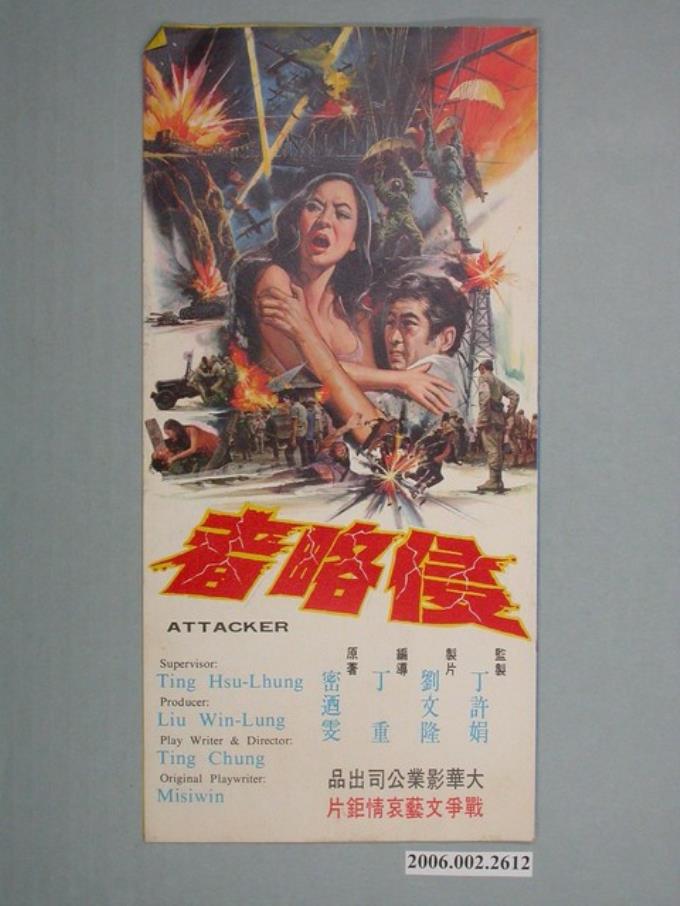 侵略者
ATTACKER
Supervisor:
Ting Hsu-Lhung
Producer:
Liu Win-Lung
Play Writer & Director:
Ting Chung
Original Playwriter:
Misiwin
監製
丁許娟
製片
劉文隆
編導
丁重
原著
密迺雯
大華影業公司出品
戰爭文藝哀情鉅片
2006.002.2612